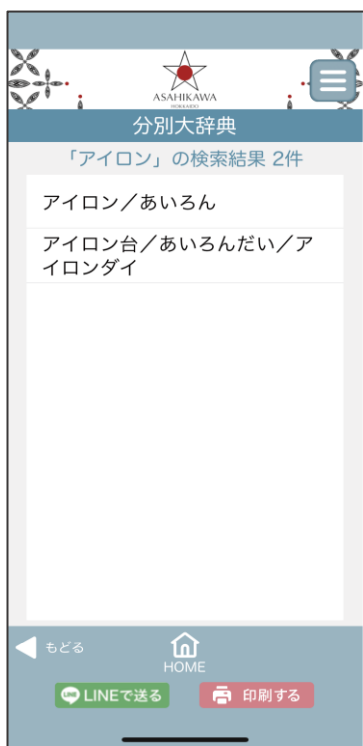 ASAHIKAWA
HOKKAIDO
分別大辞典
「アイロン」の検索結果 2件
アイロン／あいろん
アイロン台／あいろんだい／ア
イロンダイ
もどる
HOME
LINEで送る
印刷する